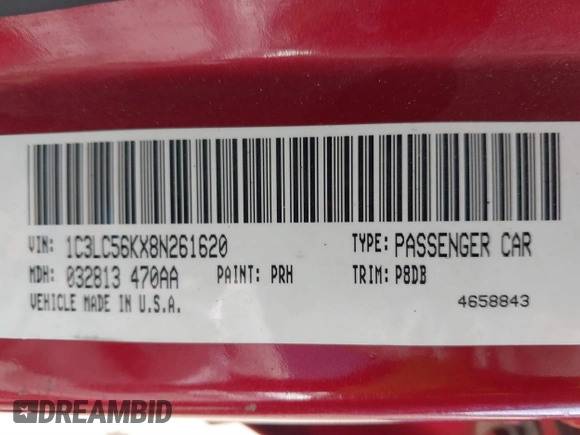 VIN: 1C3LC56KX8N261620 TYPE: PASSENGER CAR
MDH: 032813 470AA PAINT: PRH TRIM: P8DB
VEHICLE MADE IN U.S.A. 4658843
DREAMBID